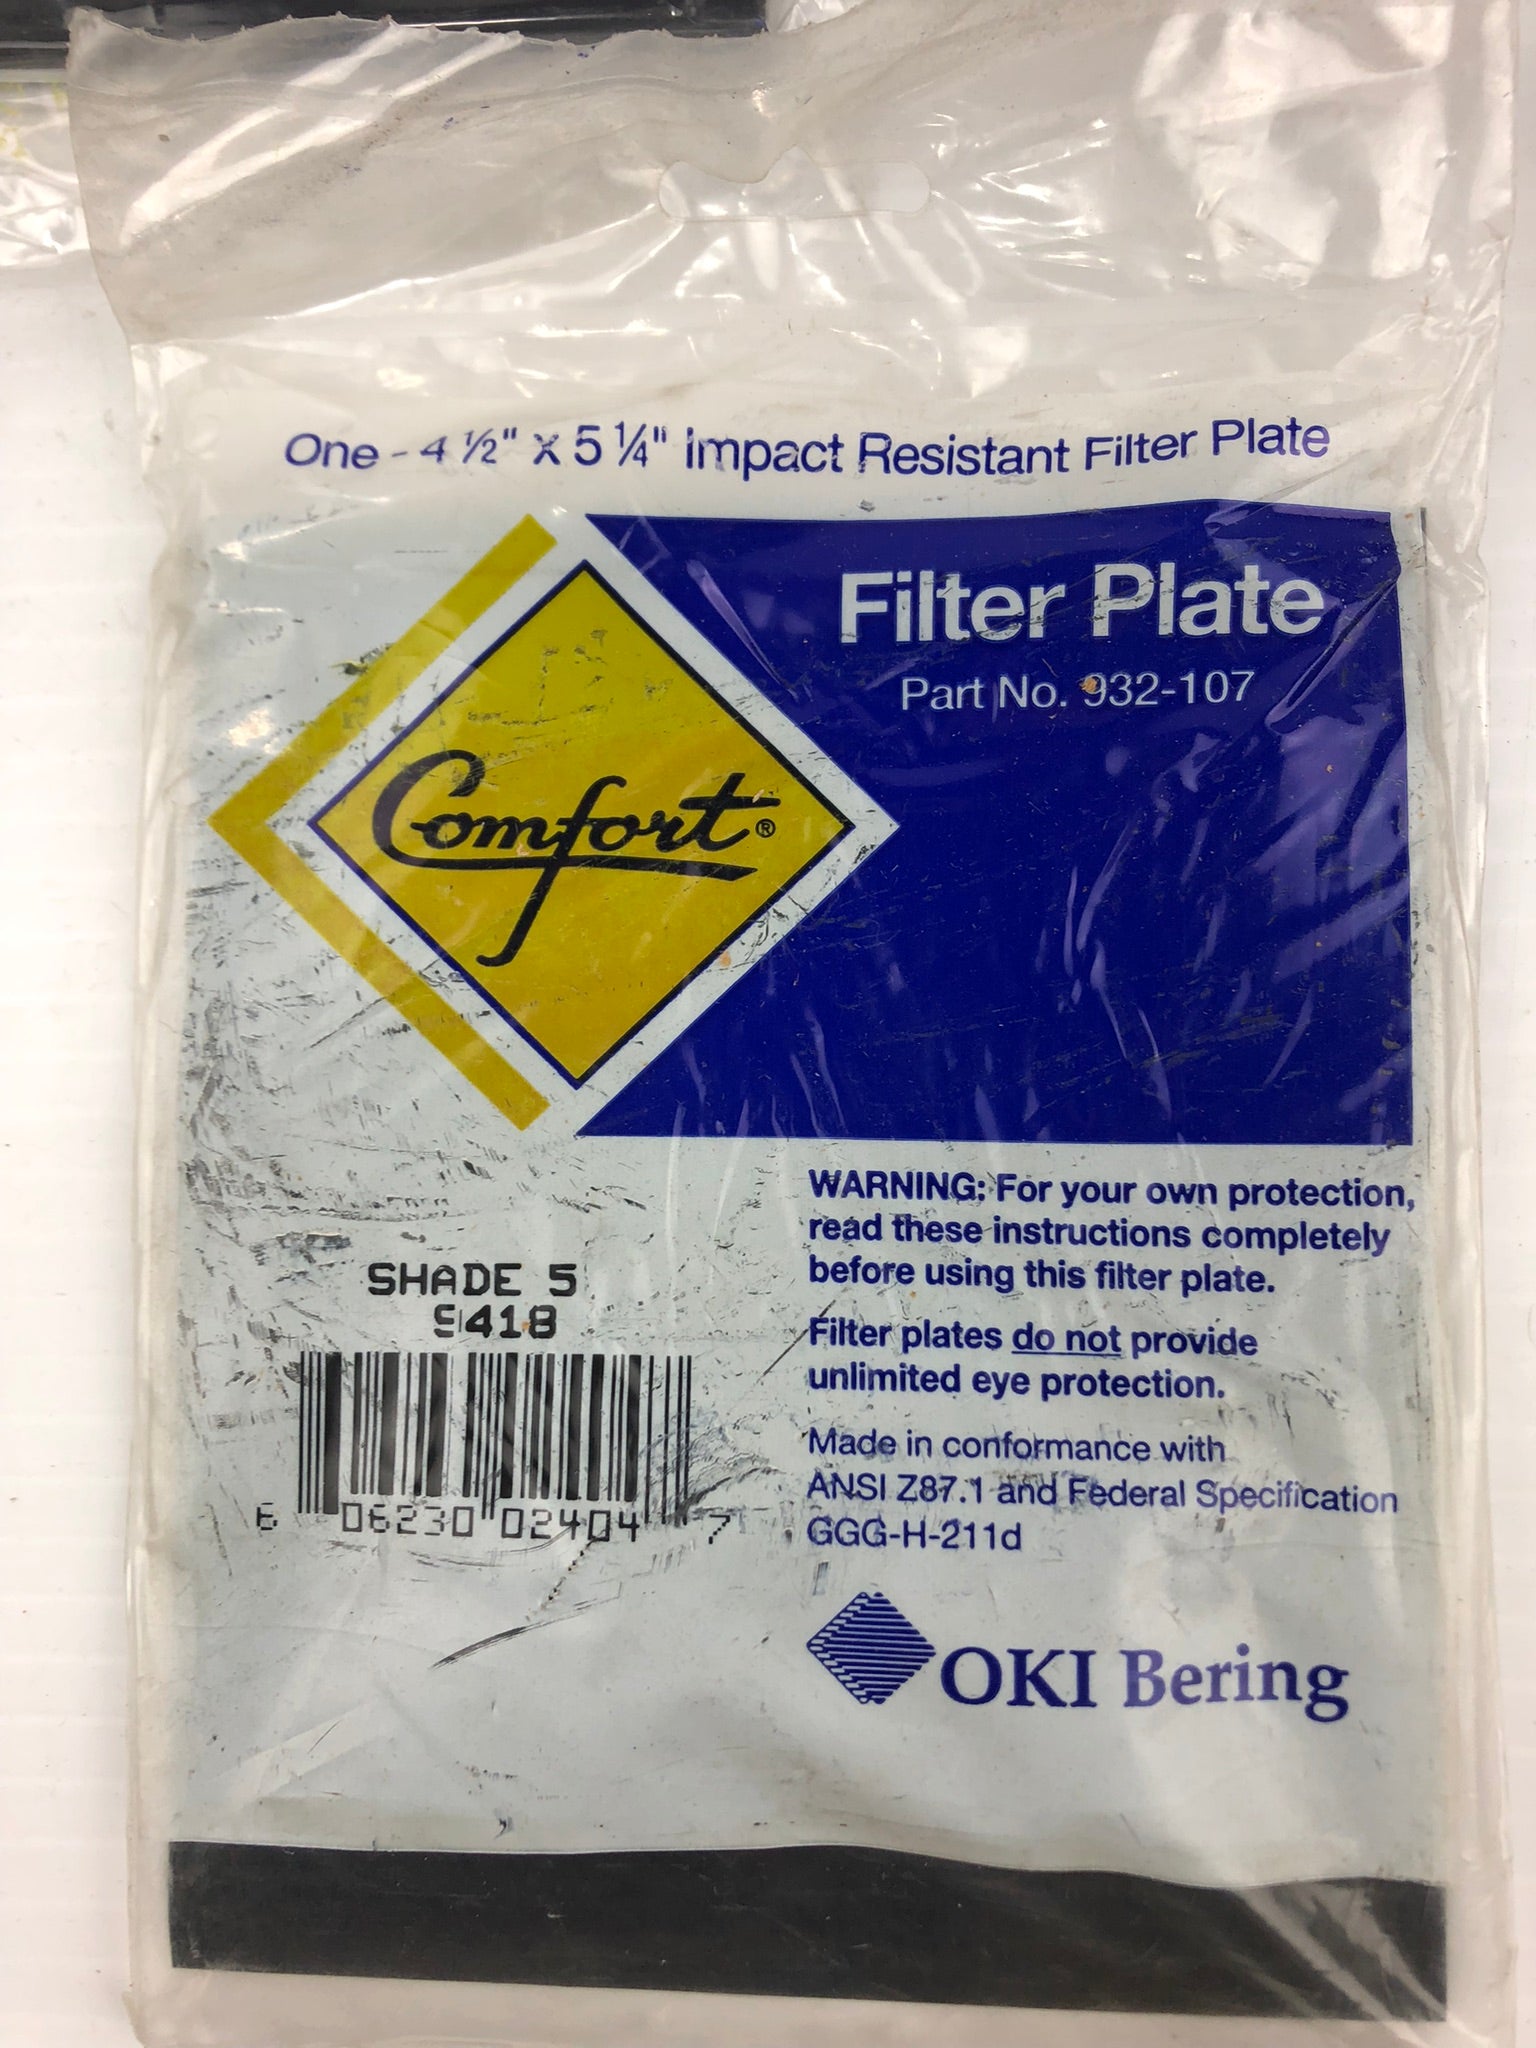 One - 4 ½" X 5 ¼" Impact Resistant Filter Plate
Filter Plate
Part No. 932-107
Comfort®
WARNING: For your own protection,
read these instructions completely
before using this filter plate.
Filter plates do not provide
unlimited eye protection.
Made in conformance with
ANSI Z87.1 and Federal Specification
GGG-H-211d
SHADE 5
9418
6 06230 02404 7
OKI Bering